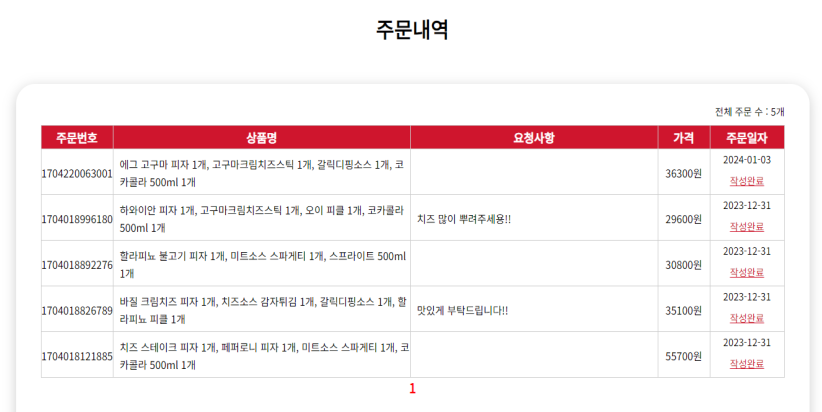 주문내역
전체 주문 수 : 5개
주문번호 상품명 요청사항 가격 주문일자
1704220063001 에그 고구마 피자 1개, 고구마크림치즈스틱 1개, 갈릭디핑소스 1개, 코 36300원 2024-01-03
카콜라 500ml 1개 작성완료
1704018996180 하와이안 피자 1개, 고구마크림치즈스틱 1개, 오이 피클 1개, 코카콜라 치즈 많이 뿌려주세용!! 29600원 2023-12-31
500ml 1개 작성완료
1704018892276 할라피뇨 불고기 피자 1개, 미트소스 스파게티 1개, 스프라이트 500ml 30800원 2023-12-31
1개 작성완료
1704018826789 바질 크림치즈 피자 1개, 치즈소스 감자튀김 1개, 갈릭디핑소스 1개, 할 맛있게 부탁드립니다!! 35100원 2023-12-31
라피뇨 피클 1개 작성완료
1704018121885 치즈 스테이크 피자 1개, 페퍼로니 피자 1개, 미트소스 스파게티 1개, 코 55700원 2023-12-31
카콜라 500ml 1개 작성완료
1